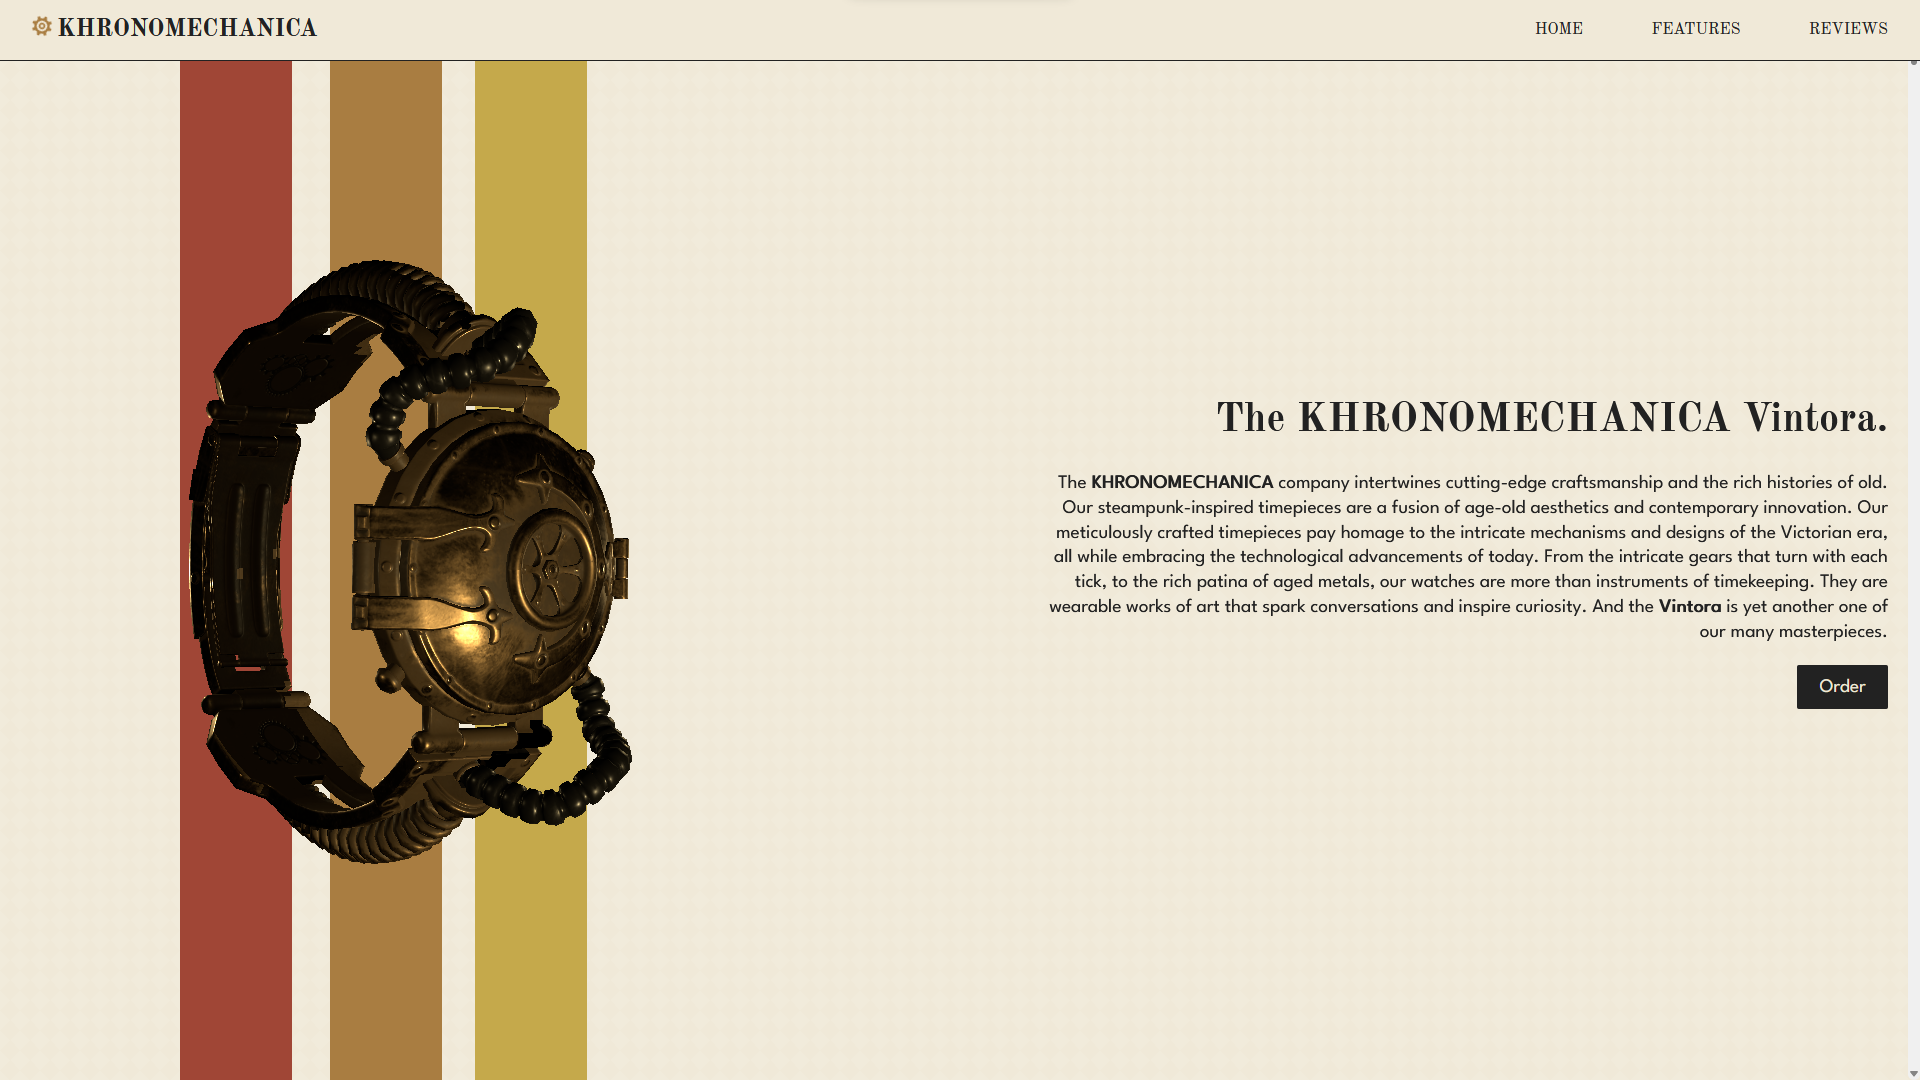 KHRONOMECHANICA
HOME
FEATURES
REVIEWS
The KHRONOMECHANICA Vintora.
The KHRONOMECHANICA company intertwines cutting-edge craftsmanship and the rich histories of old.
Our steampunk-inspired timepieces are a fusion of age-old aesthetics and contemporary innovation. Our
meticulously crafted timepieces pay homage to the intricate mechanisms and designs of the Victorian era,
all while embracing the technological advancements of today. From the intricate gears that turn with each
tick, to the rich patina of aged metals, our watches are more than instruments of timekeeping. They are
wearable works of art that spark conversations and inspire curiosity. And the Vintora is yet another one of
our many masterpieces.
Order